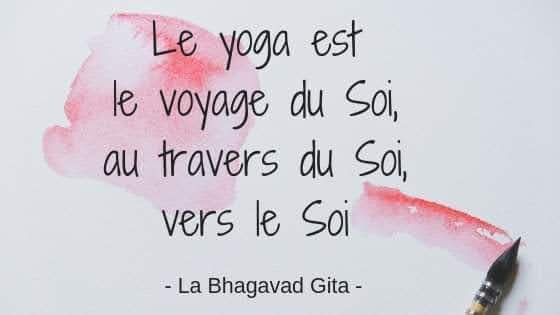 Le yoga est
le voyage du Soi,
au travers du Soi,
vers le Soi
- La Bhagavad Gita -